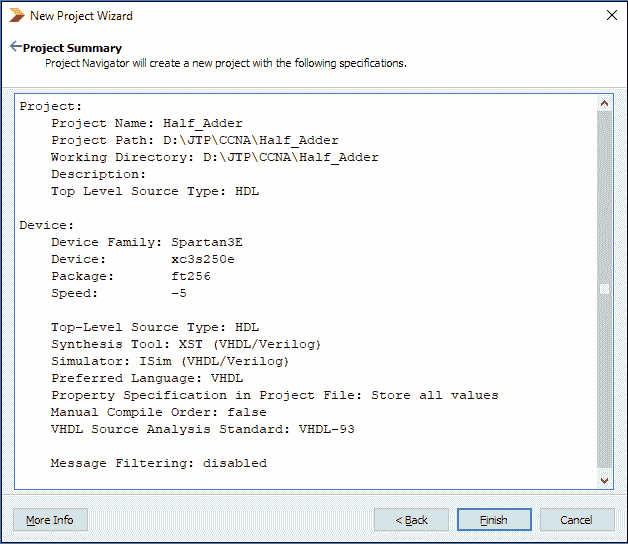 New Project Wizard
Project Summary
Project Navigator will create a new project with the following specifications.
Project:
Project Name: Half_Adder
Project Path: D:\JTP\CCNA\Half_Adder
Working Directory: D:\JTP\CCNA\Half_Adder
Description:
Top Level Source Type: HDL
Device:
Device Family: Spartan3E
Device: xc3s250e
Package: ft256
Speed: -5
Top-Level Source Type: HDL
Synthesis Tool: XST (VHDL/Verilog)
Simulator: ISim (VHDL/Verilog)
Preferred Language: VHDL
Property Specification in Project File: Store all values
Manual Compile Order: false
VHDL Source Analysis Standard: VHDL-93
Message Filtering: disabled
More Info < Back Finish Cancel